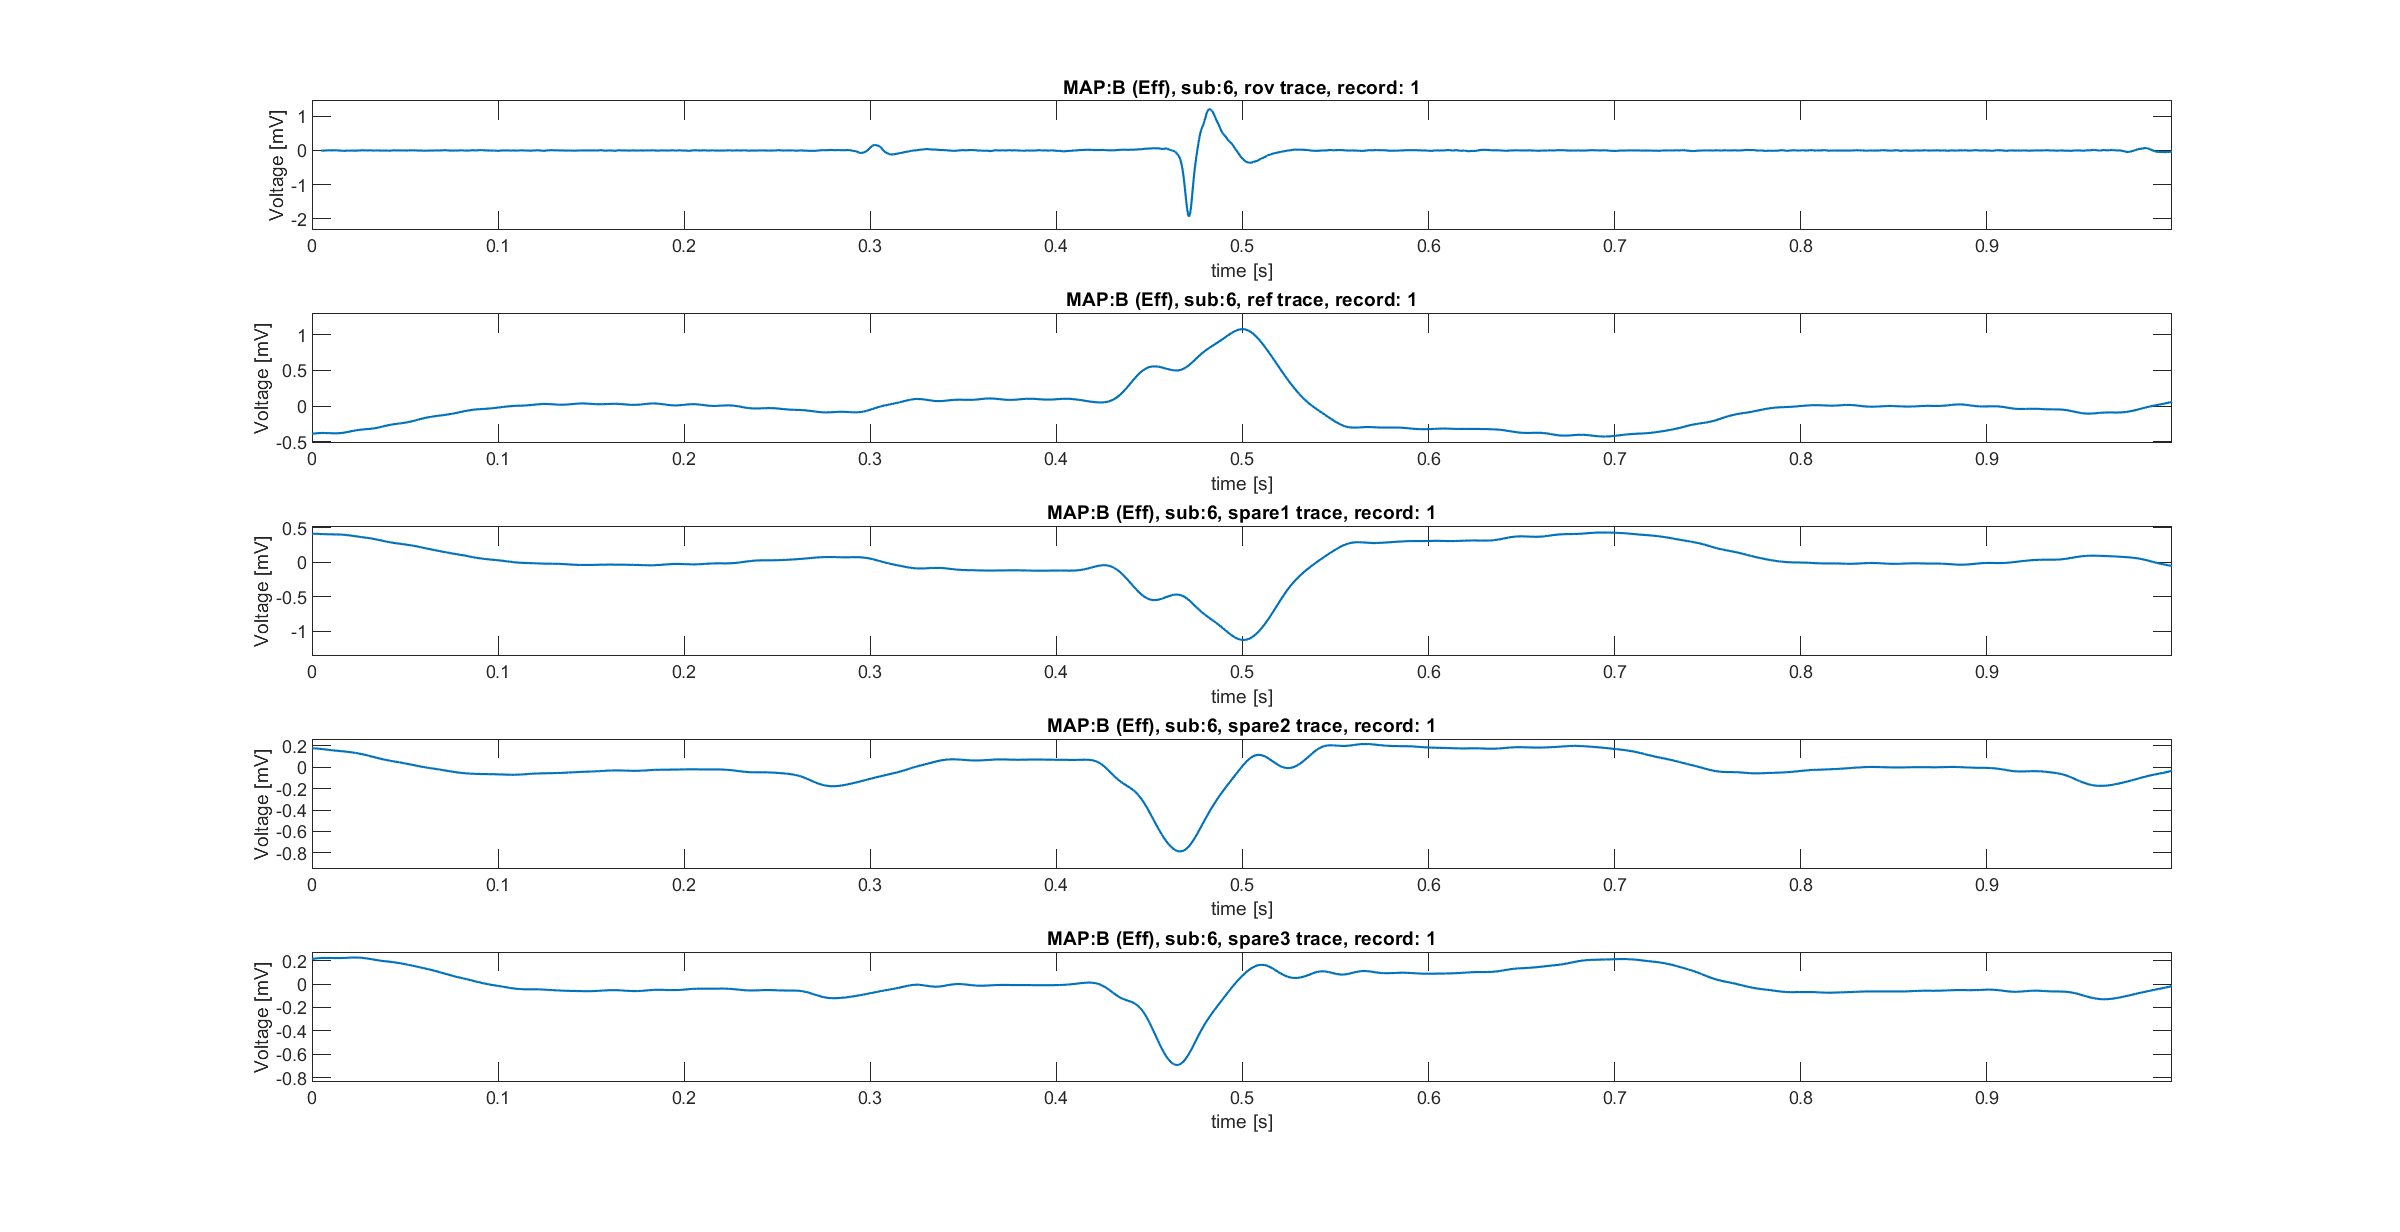 MAP:B (Eff), sub:6, rov trace, record: 1
Voltage [mV]
1
0
-1
-2
0 0.1 0.2 0.3 0.4 0.5 0.6 0.7 0.8 0.9
time [s]
MAP:B (Eff), sub:6, ref trace, record: 1
Voltage [mV]
1
0.5
0
-0.5
0 0.1 0.2 0.3 0.4 0.5 0.6 0.7 0.8 0.9
time [s]
MAP:B (Eff), sub:6, spare1 trace, record: 1
Voltage [mV]
0.5
0
-0.5
-1
0 0.1 0.2 0.3 0.4 0.5 0.6 0.7 0.8 0.9
time [s]
MAP:B (Eff), sub:6, spare2 trace, record: 1
Voltage [mV]
0.2
0
-0.2
-0.4
-0.6
-0.8
0 0.1 0.2 0.3 0.4 0.5 0.6 0.7 0.8 0.9
time [s]
MAP:B (Eff), sub:6, spare3 trace, record: 1
Voltage [mV]
0.2
0
-0.2
-0.4
-0.6
-0.8
0 0.1 0.2 0.3 0.4 0.5 0.6 0.7 0.8 0.9
time [s]